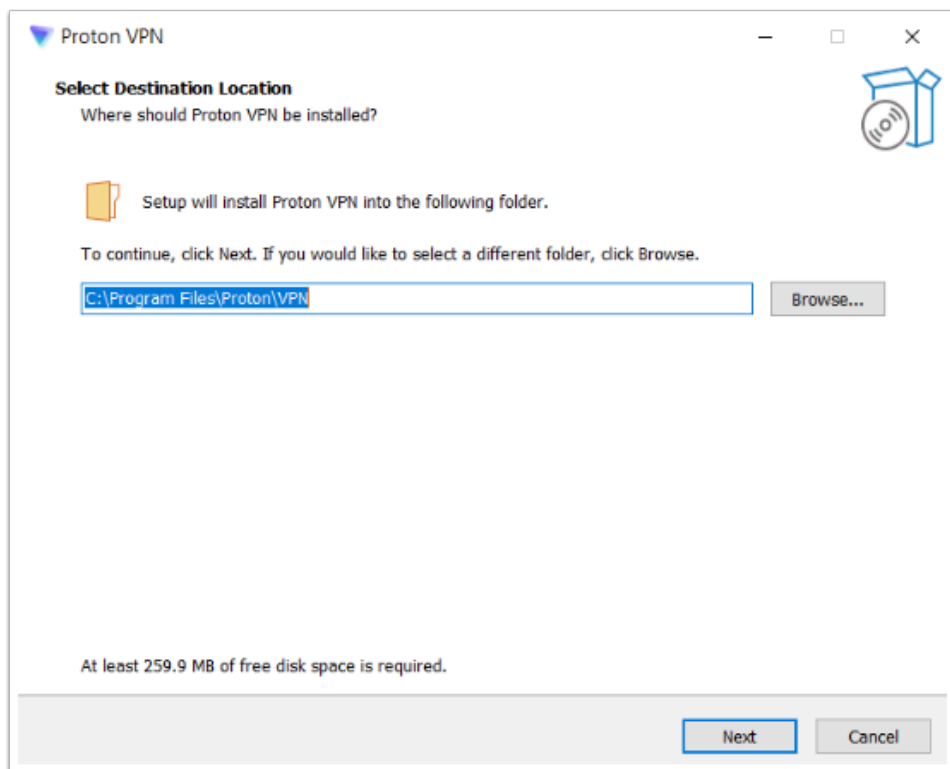 Proton VPN
Select Destination Location
Where should Proton VPN be installed?
Setup will install Proton VPN into the following folder.
To continue, click Next. If you would like to select a different folder, click Browse.
C:\Program Files\Proton\VPN
Browse...
At least 259.9 MB of free disk space is required.
Next
Cancel